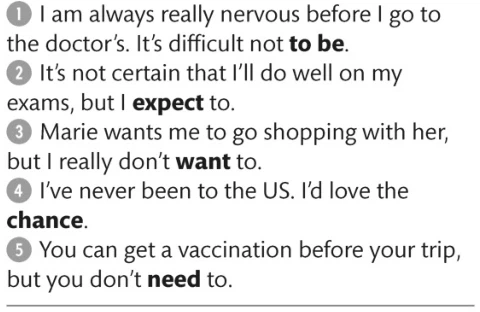 1 I am always really nervous before I go to
the doctor’s. It’s difficult not to be.
2 It’s not certain that I’ll do well on my
exams, but I expect to.
3 Marie wants me to go shopping with her,
but I really don’t want to.
4 I’ve never been to the US. I’d love the
chance.
5 You can get a vaccination before your trip,
but you don’t need to.